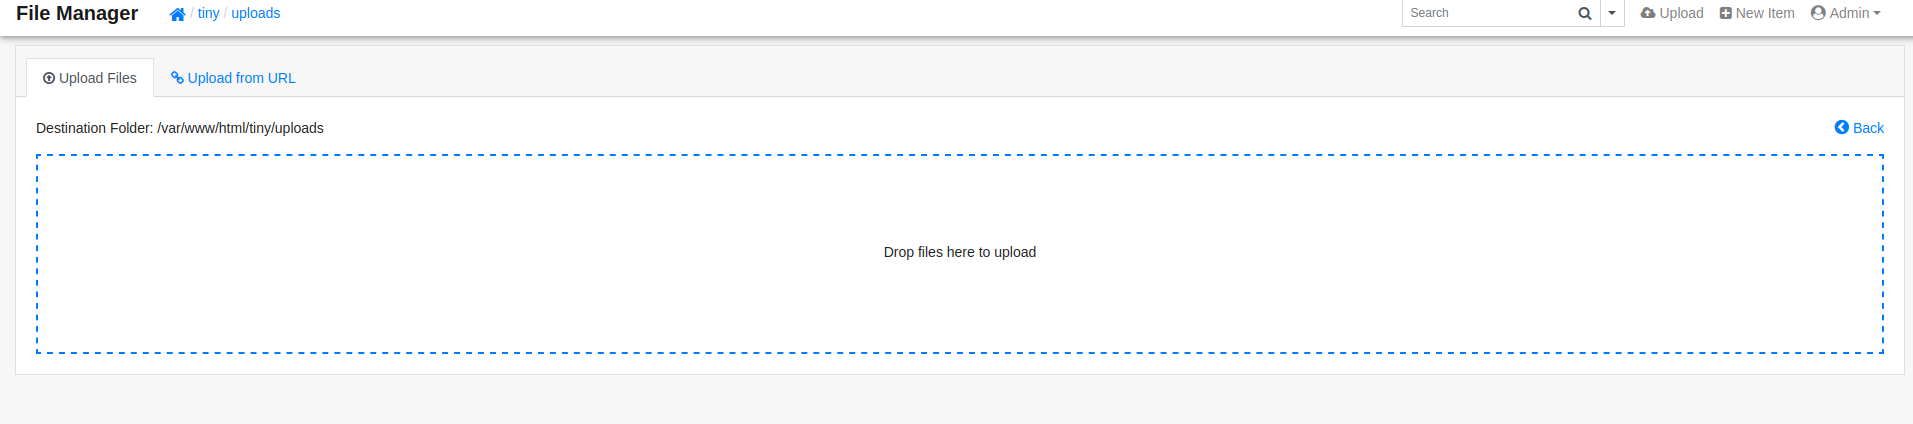 File Manager / tiny / uploads Search Upload New Item Admin
Upload Files Upload from URL
Destination Folder: /var/www/html/tiny/uploads Back
Drop files here to upload